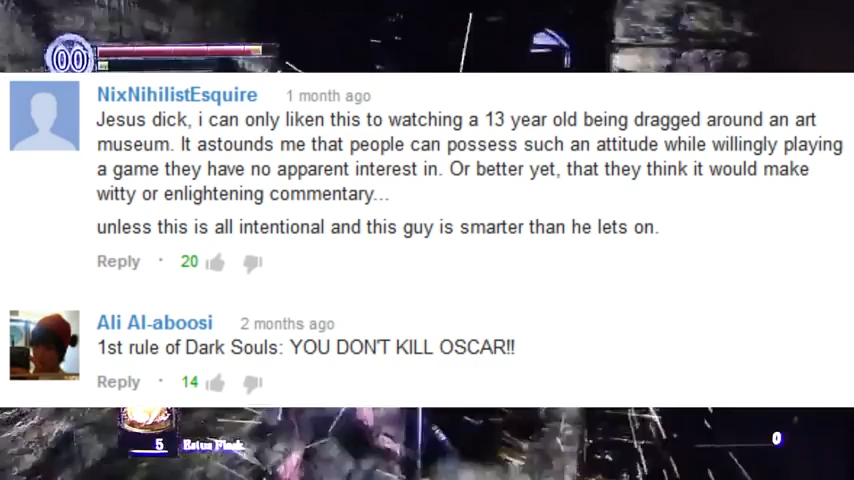 00
NixNihilistEsquire 1 month ago
Jesus dick, i can only liken this to watching a 13 year old being dragged around an art
museum. It astounds me that people can possess such an attitude while willingly playing
a game they have no apparent interest in. Or better yet, that they think it would make
witty or enlightening commentary...
unless this is all intentional and this guy is smarter than he lets on.
Reply · 20
Ali Al-aboosi 2 months ago
1st rule of Dark Souls: YOU DON'T KILL OSCAR!!
Reply · 14
5 Estus Flask 0